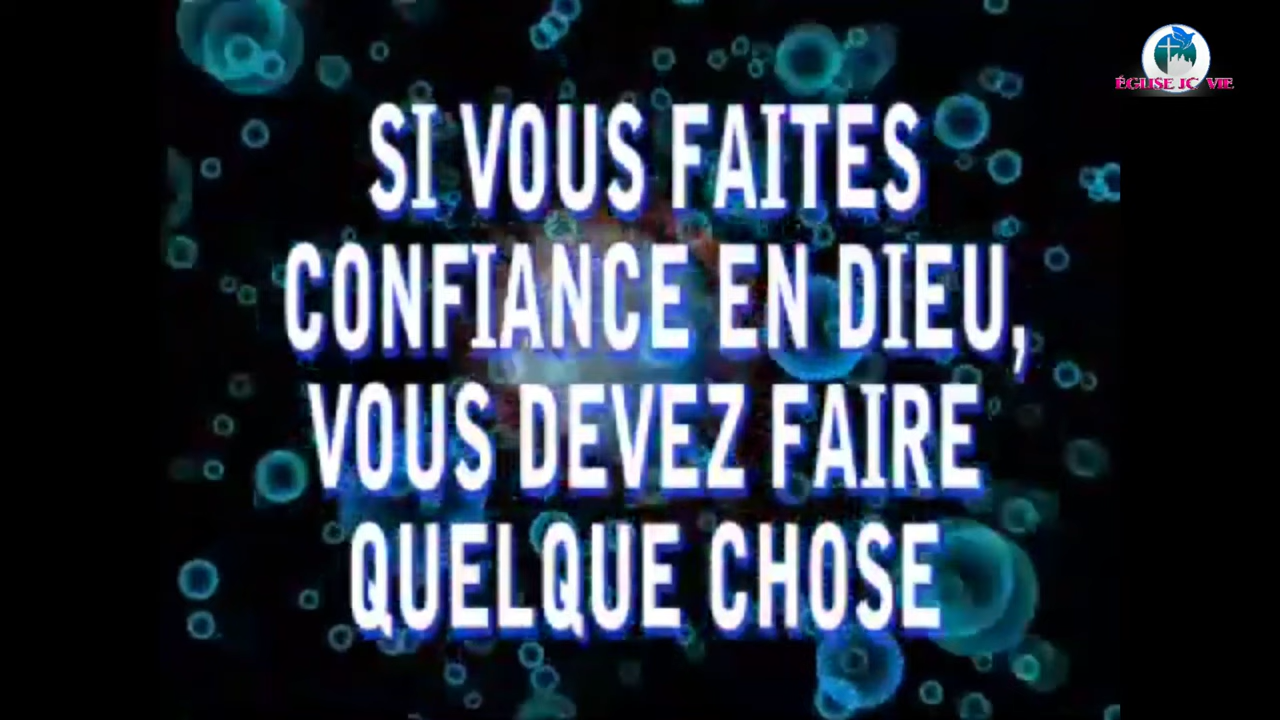 ÉGLISE JC VIE
SI VOUS FAITES
CONFIANCE EN DIEU,
VOUS DEVEZ FAIRE
QUELQUE CHOSE